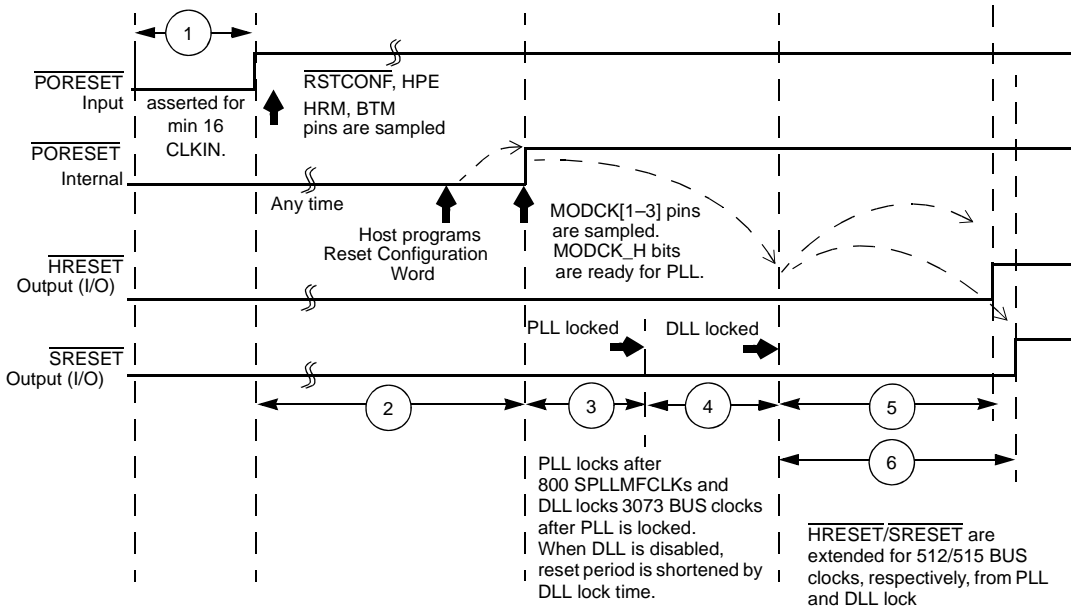 1
PORESET
Input
asserted for
min 16
CLKIN.
RSTCONF, HPE
HRM, BTM
pins are sampled
PORESET
Internal
Any time
Host programs
Reset Configuration
Word
MODCK[1–3] pins
are sampled.
MODCK_H bits
are ready for PLL.
HRESET
Output (I/O)
PLL locked
DLL locked
SRESET
Output (I/O)
2
3
4
5
6
PLL locks after
800 SPLLMFCLKs and
DLL locks 3073 BUS clocks
after PLL is locked.
When DLL is disabled,
reset period is shortened by
DLL lock time.
HRESET/SRESET are
extended for 512/515 BUS
clocks, respectively, from PLL
and DLL lock